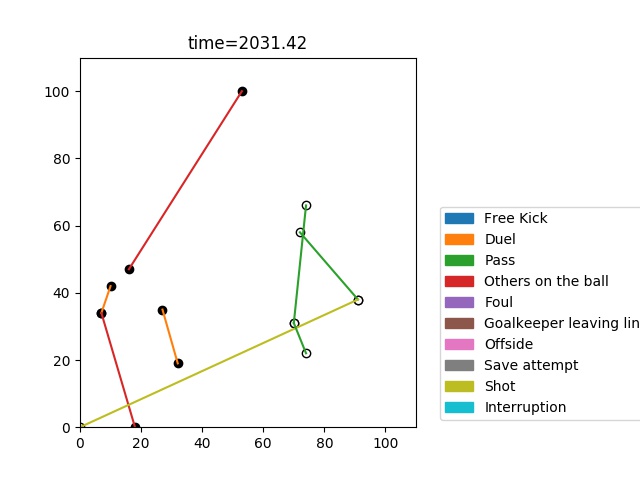 time=2031.42
100
80
60
40
20
0
0 20 40 60 80 100
Free Kick
Duel
Pass
Others on the ball
Foul
Goalkeeper leaving lin
Offside
Save attempt
Shot
Interruption